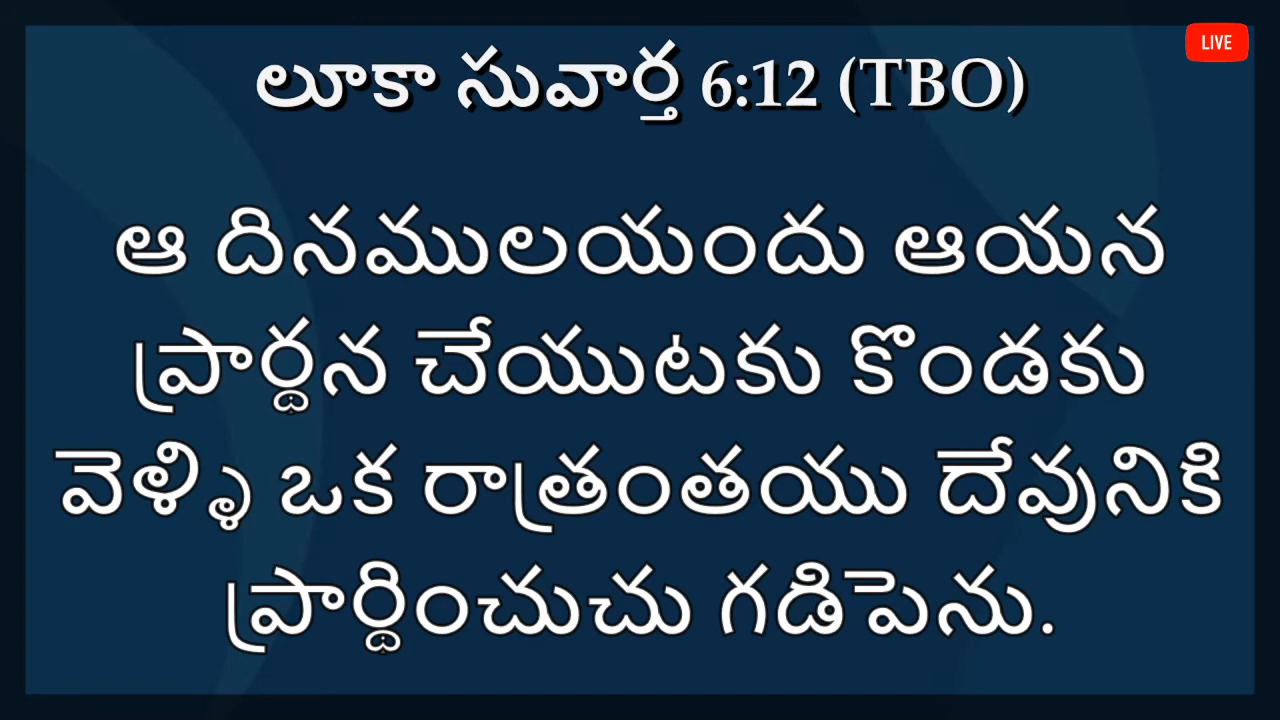 LIVE
లూకా సువార్త 6:12 (TBO)
ఆ దినములయందు ఆయన
ప్రార్థన చేయుటకు కొండకు
వెళ్ళి ఒక రాత్రంతయు దేవునికి
ప్రార్థించుచు గడిపెను.